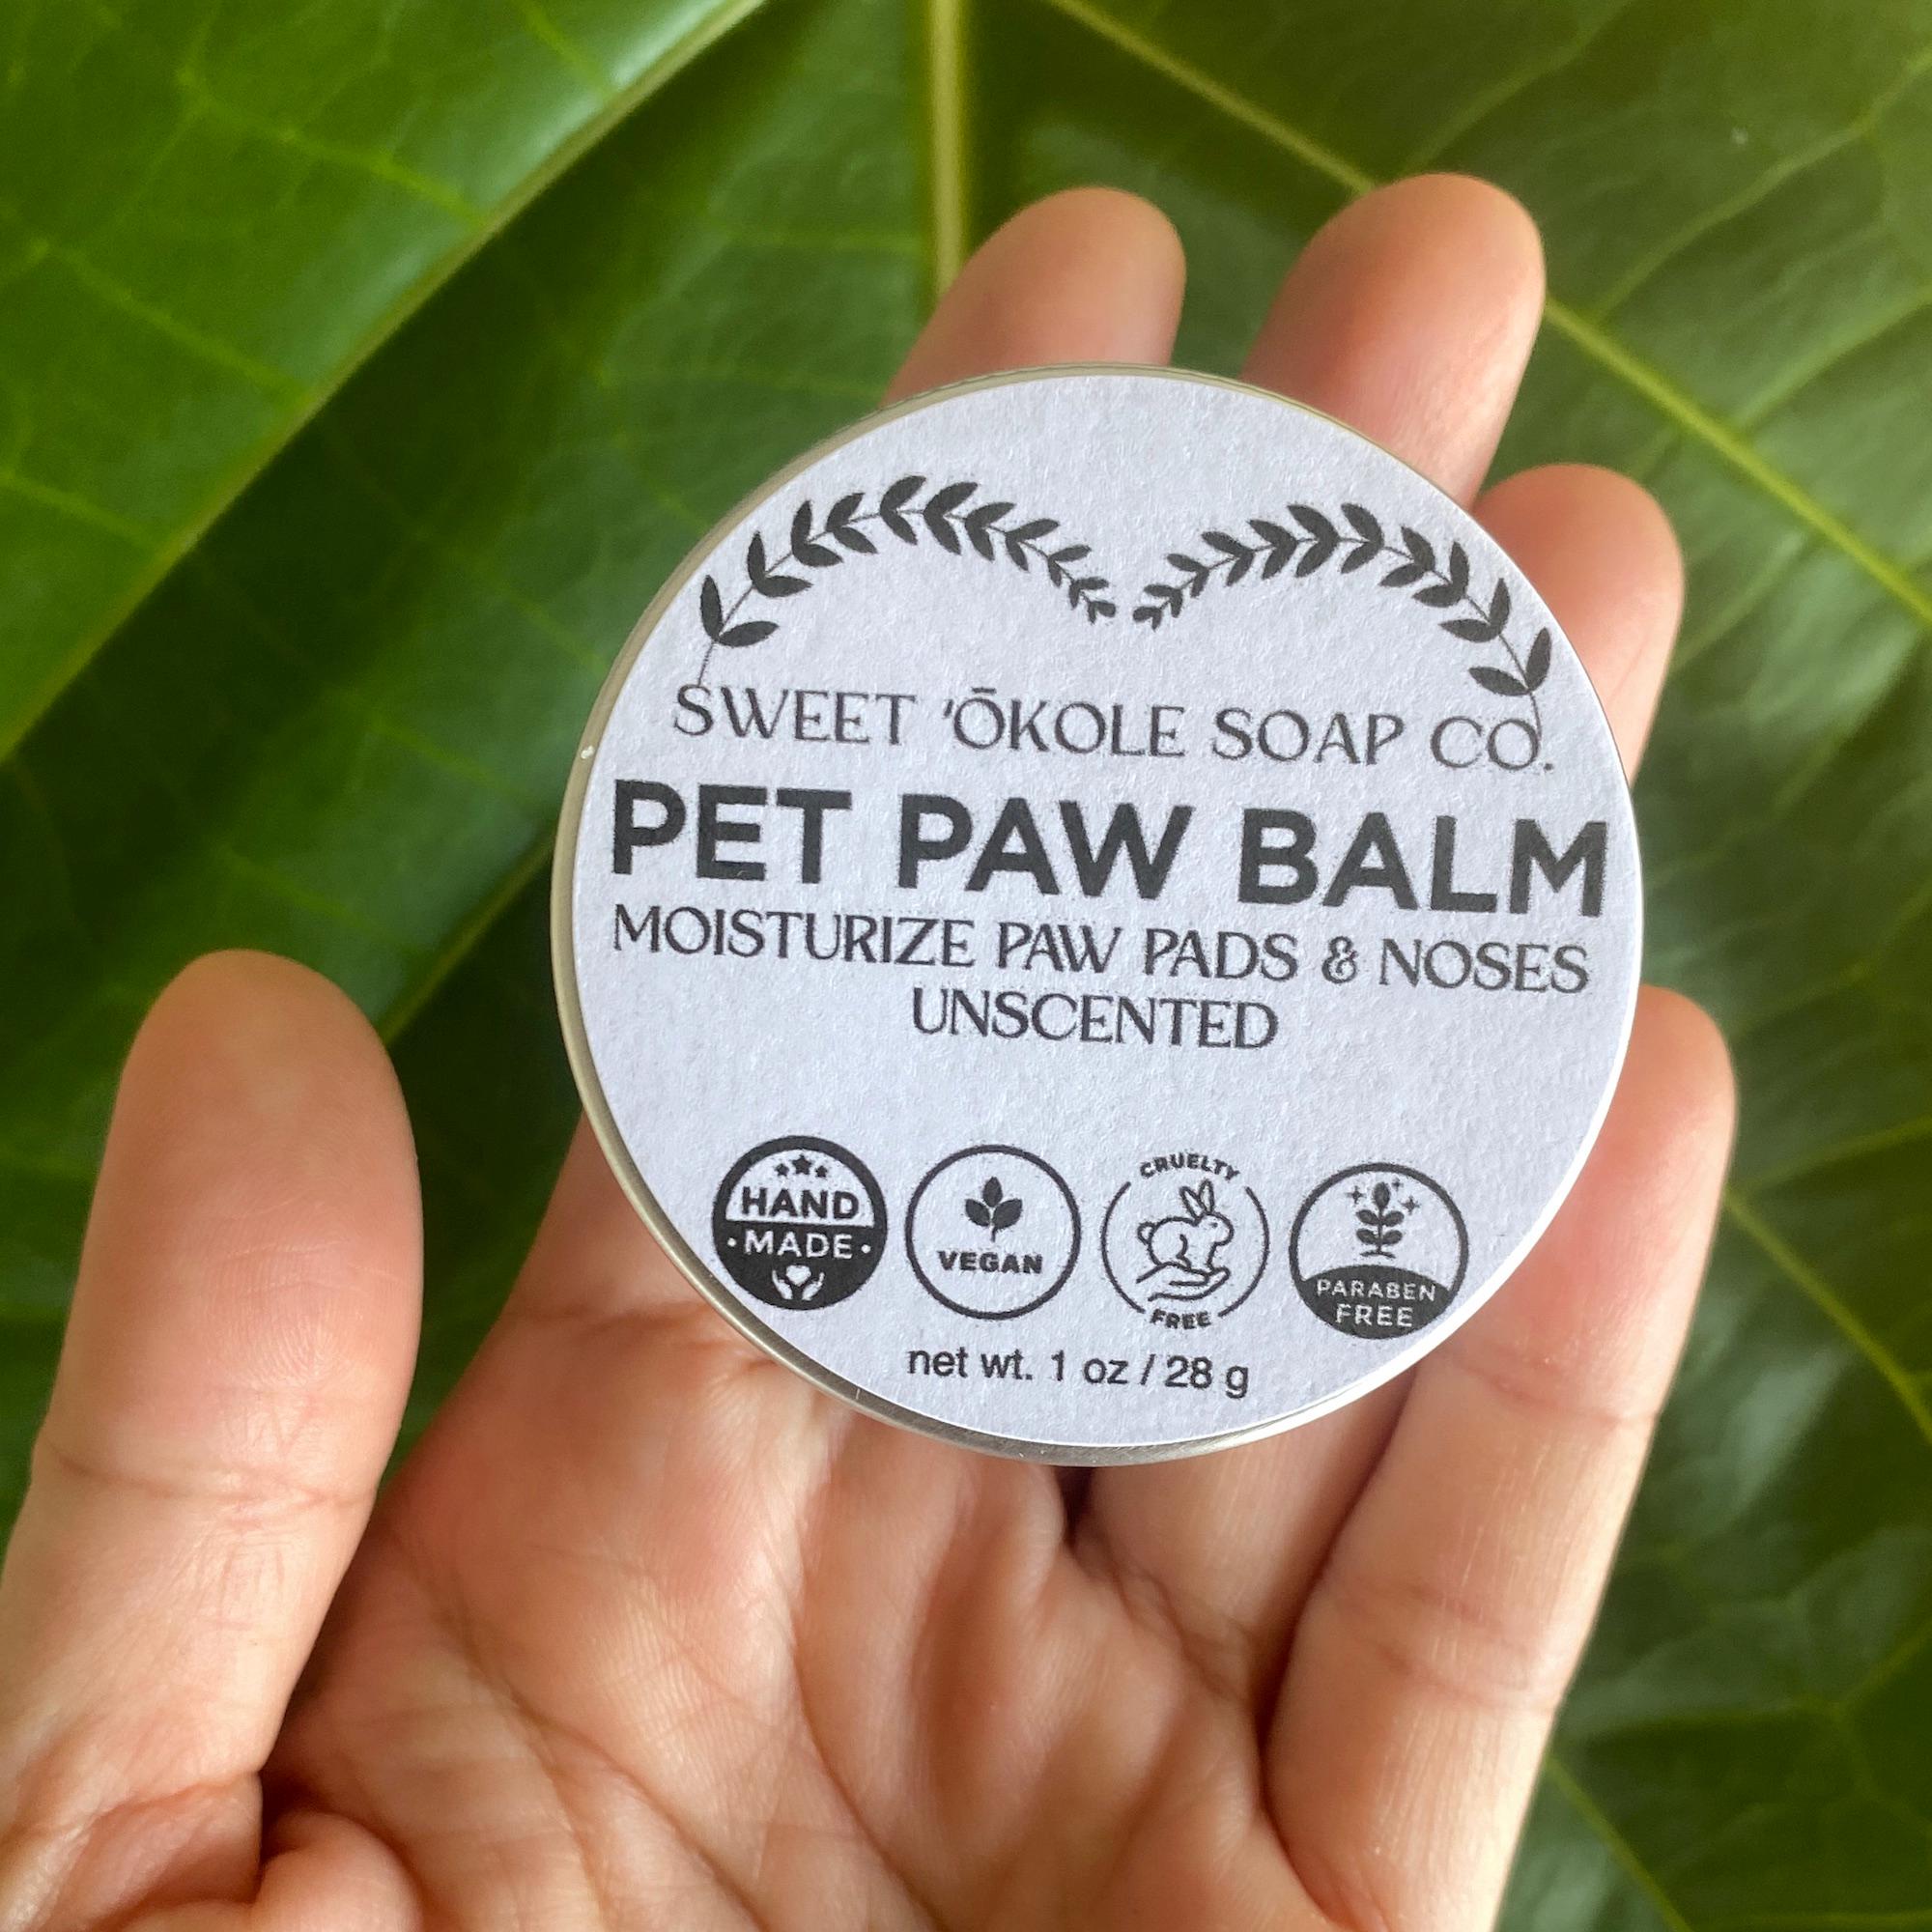 SWEET ʻŌKOLE SOAP CO.
PET PAW BALM
MOISTURIZE PAW PADS & NOSES
UNSCENTED
HAND
MADE
VEGAN
CRUELTY
FREE
PARABEN
FREE
net wt. 1 oz / 28 g